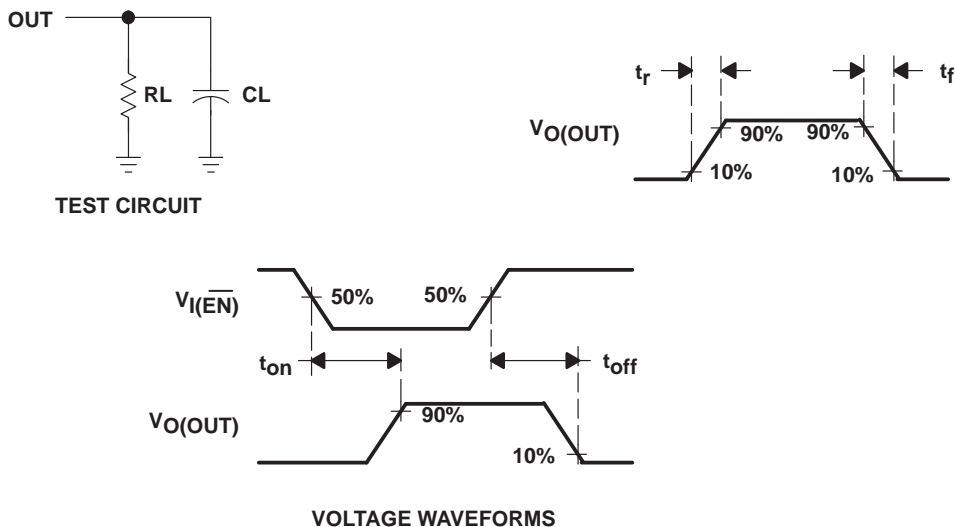 OUT
RL
CL
TEST CIRCUIT
tr
tf
VO(OUT)
90%
90%
10%
10%
VI(E̅N̅)
50%
50%
ton
toff
VO(OUT)
90%
10%
VOLTAGE WAVEFORMS